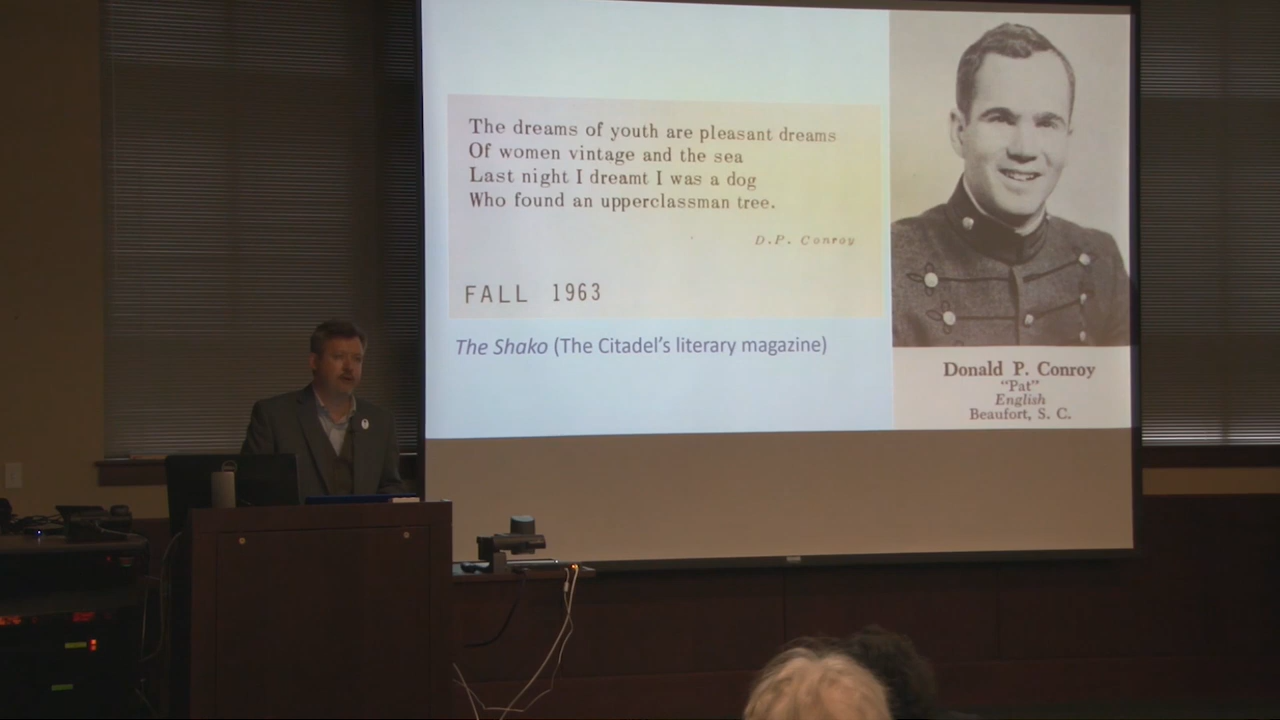 The dreams of youth are pleasant dreams
Of women vintage and the sea
Last night I dreamt I was a dog
Who found an upperclassman tree.
D.P. Conroy
FALL 1963
The Shako (The Citadel's literary magazine)
Donald P. Conroy
"Pat"
English
Beaufort, S. C.